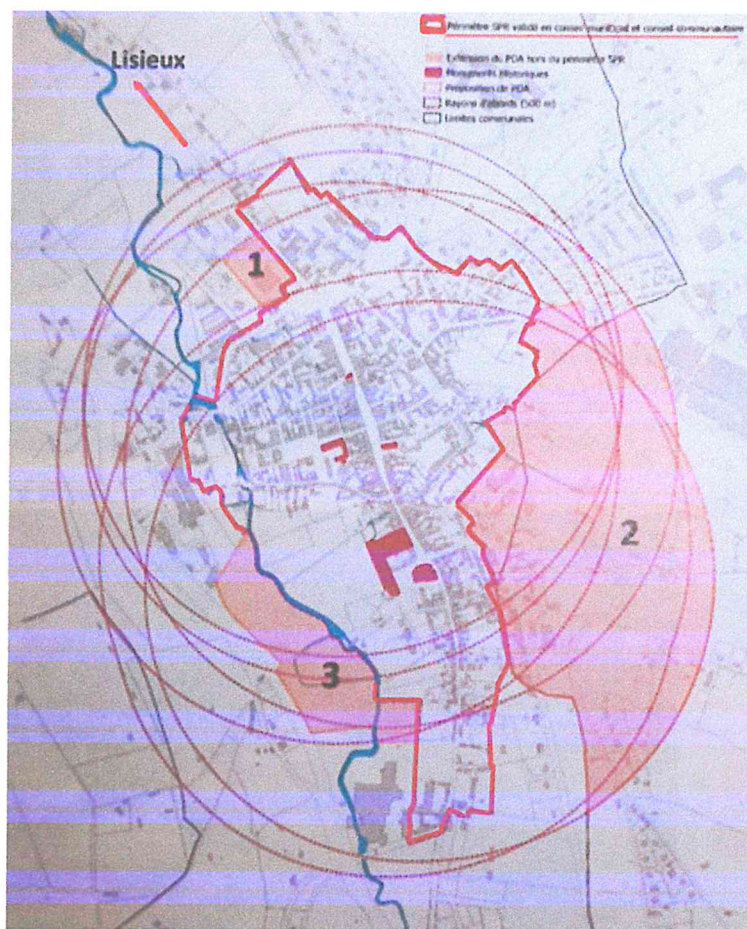 Périmètre SPR validé en conseil municipal et conseil communautaire
Extension du PDA hors du périmètre SPR
Monuments Historiques
Proposition de PDA
Rayons d'abords (500 m)
Limites communales
Lisieux
1
2
3